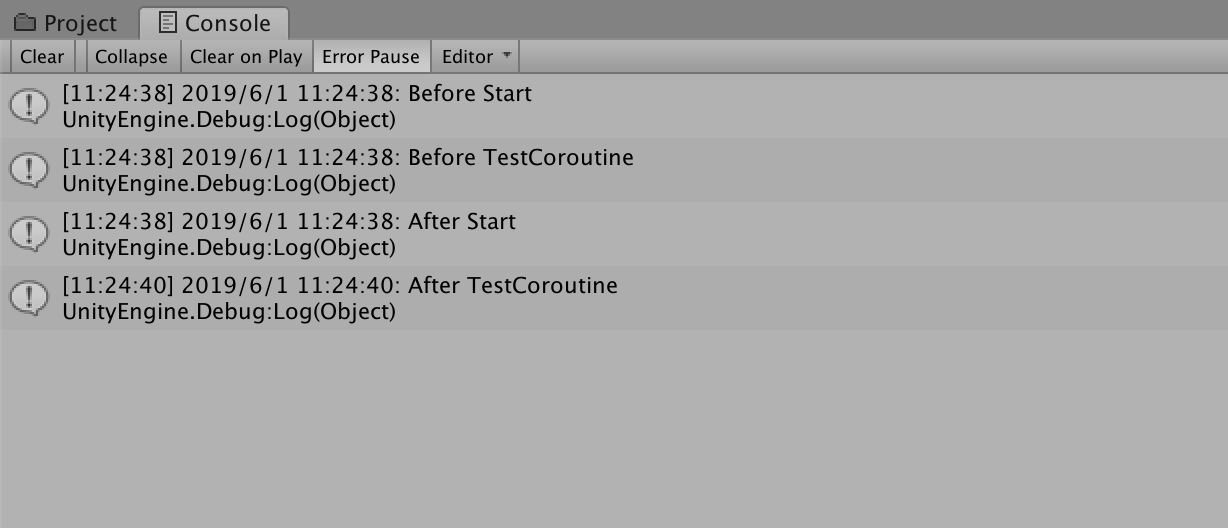 Project Console
Clear Collapse Clear on Play Error Pause Editor
[11:24:38] 2019/6/1 11:24:38: Before Start
UnityEngine.Debug:Log(Object)
[11:24:38] 2019/6/1 11:24:38: Before TestCoroutine
UnityEngine.Debug:Log(Object)
[11:24:38] 2019/6/1 11:24:38: After Start
UnityEngine.Debug:Log(Object)
[11:24:40] 2019/6/1 11:24:40: After TestCoroutine
UnityEngine.Debug:Log(Object)